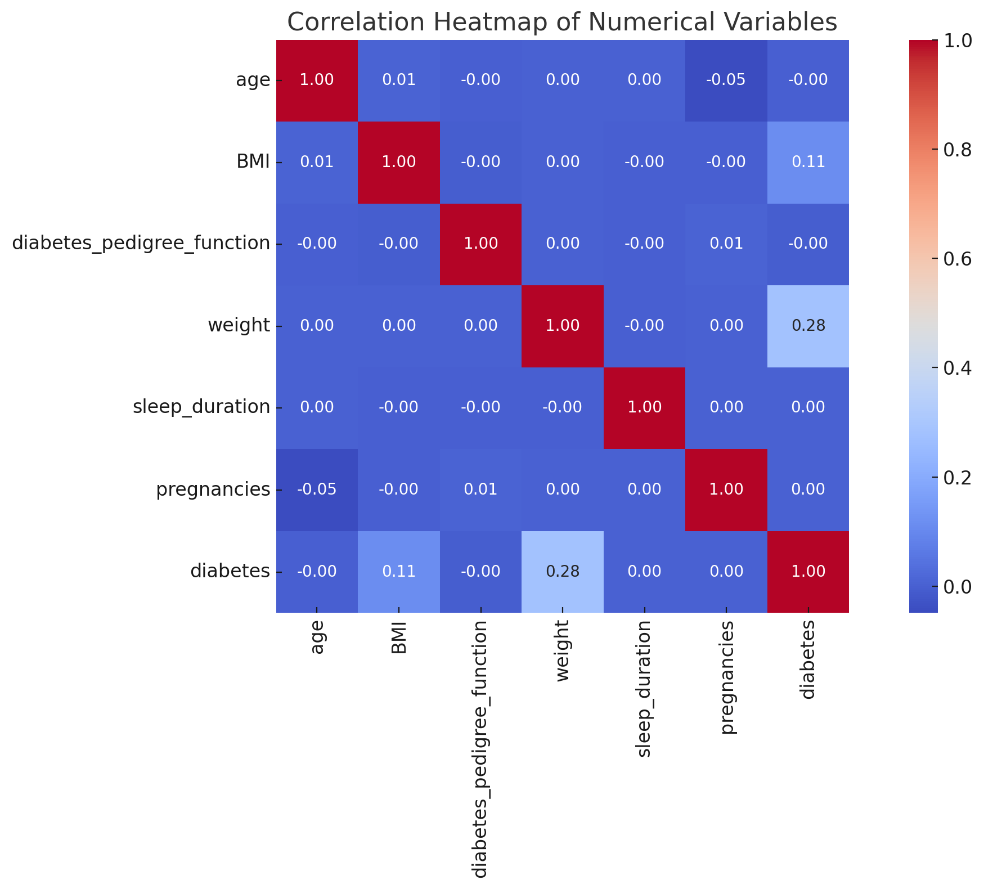 Correlation Heatmap of Numerical Variables
age 1.00 0.01 -0.00 0.00 0.00 -0.05 -0.00
BMI 0.01 1.00 -0.00 0.00 -0.00 -0.00 0.11
diabetes_pedigree_function -0.00 -0.00 1.00 0.00 -0.00 0.01 -0.00
weight 0.00 0.00 0.00 1.00 -0.00 0.00 0.28
sleep_duration 0.00 -0.00 -0.00 -0.00 1.00 0.00 0.00
pregnancies -0.05 -0.00 0.01 0.00 0.00 1.00 0.00
diabetes -0.00 0.11 -0.00 0.28 0.00 0.00 1.00
age
BMI
diabetes_pedigree_function
weight
sleep_duration
pregnancies
diabetes
1.0
0.8
0.6
0.4
0.2
0.0